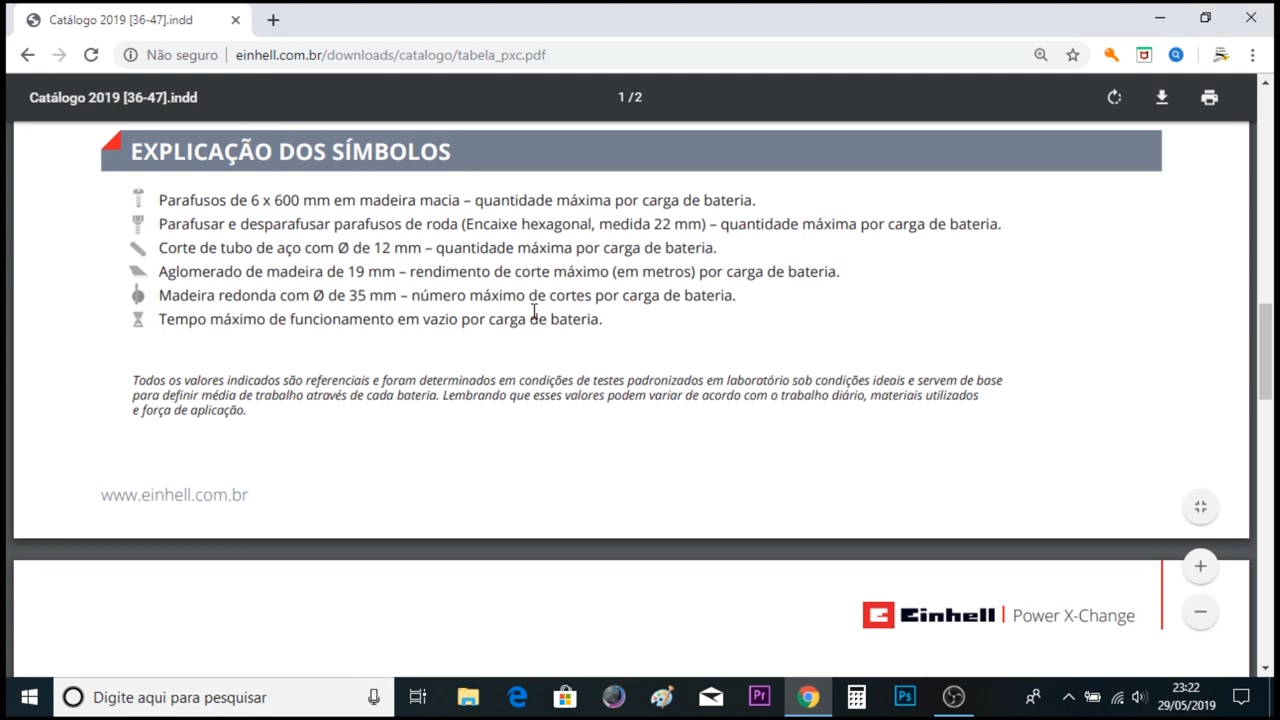 Catálogo 2019 [36-47].indd
Não seguro
einhell.com.br/downloads/catalogo/tabela_pxc.pdf
Catálogo 2019 [36-47].indd
1 / 2
EXPLICAÇÃO DOS SÍMBOLOS
Parafusos de 6 x 600 mm em madeira macia – quantidade máxima por carga de bateria.
Parafusar e desparafusar parafusos de roda (Encaixe hexagonal, medida 22 mm) – quantidade máxima por carga de bateria.
Corte de tubo de aço com Ø de 12 mm – quantidade máxima por carga de bateria.
Aglomerado de madeira de 19 mm – rendimento de corte máximo (em metros) por carga de bateria.
Madeira redonda com Ø de 35 mm – número máximo de cortes por carga de bateria.
Tempo máximo de funcionamento em vazio por carga de bateria.
Todos os valores indicados são referenciais e foram determinados em condições de testes padronizados em laboratório sob condições ideais e servem de base
para definir média de trabalho através de cada bateria. Lembrando que esses valores podem variar de acordo com o trabalho diário, materiais utilizados
e força de aplicação.
www.einhell.com.br
Einhell | Power X-Change
Digite aqui para pesquisar
Pr
Ps
23:22
29/05/2019